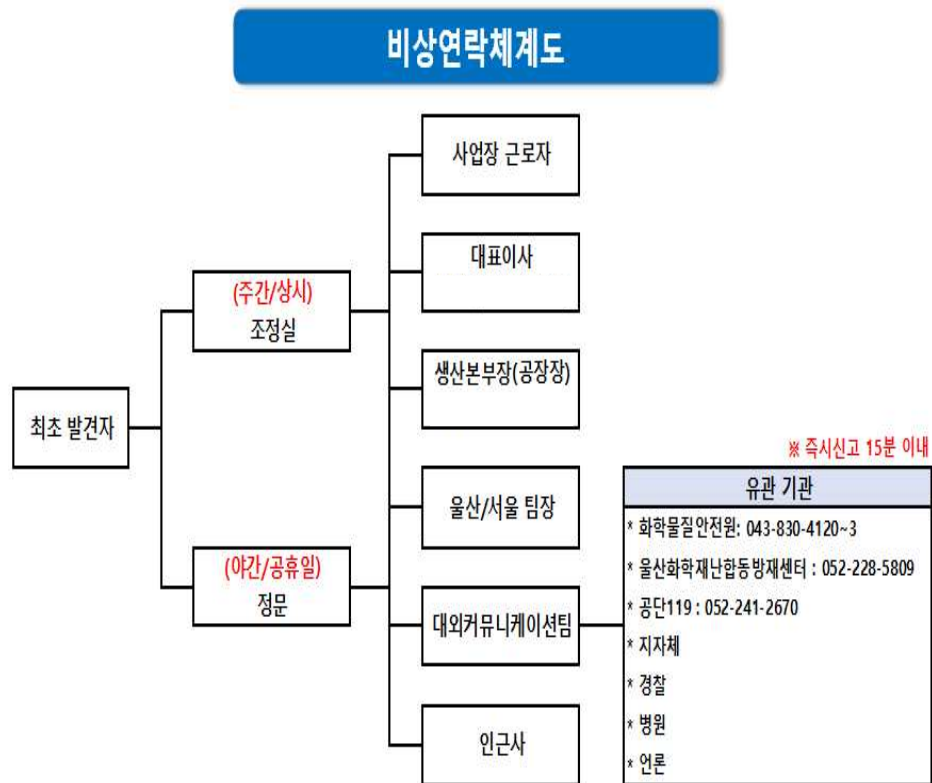 비상연락체계도
사업장 근로자
대표이사
(주간/상시)
조정실
생산본부장(공장장)
최초 발견자
※ 즉시신고 15분 이내
울산/서울 팀장
유관 기관
* 화학물질안전원: 043-830-4120~3
* 울산화학재난합동방재센터 : 052-228-5809
* 공단119 : 052-241-2670
* 지자체
* 경찰
* 병원
* 언론
(야간/공휴일)
정문
대외커뮤니케이션팀
인근사